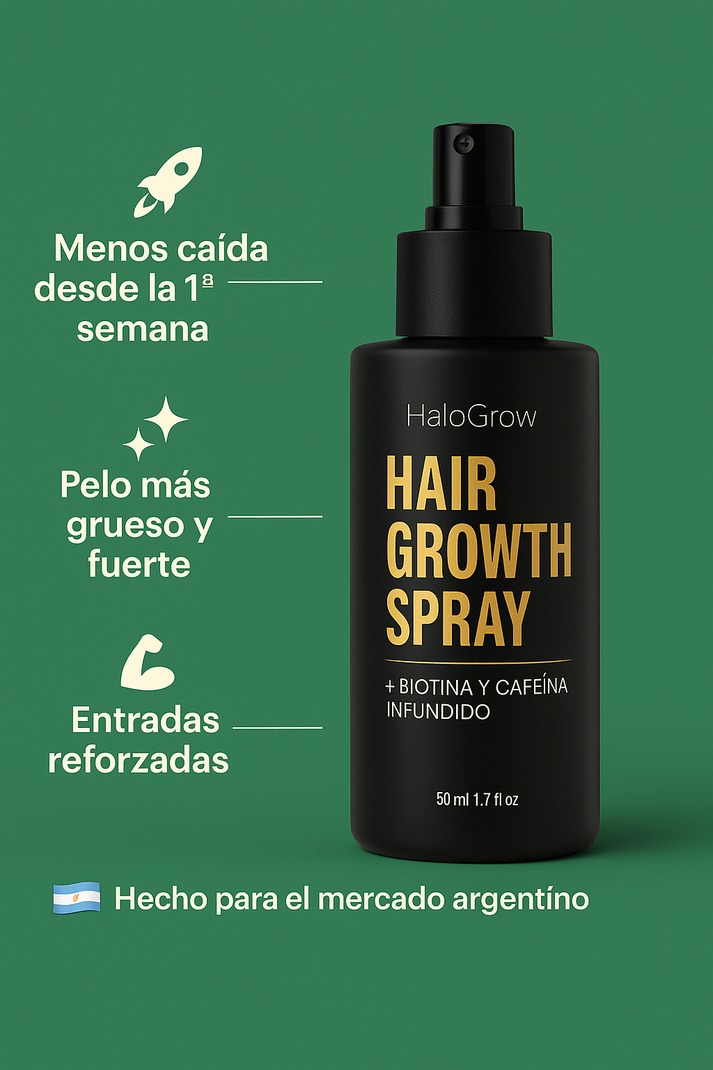 Menos caída
desde la 1ª
semana
Pelo más
grueso y
fuerte
Entradas
reforzadas
HaloGrow
HAIR
GROWTH
SPRAY
+ BIOTINA Y CAFEÍNA
INFUNDIDO
50 ml 1.7 fl oz
Hecho para el mercado argentíno